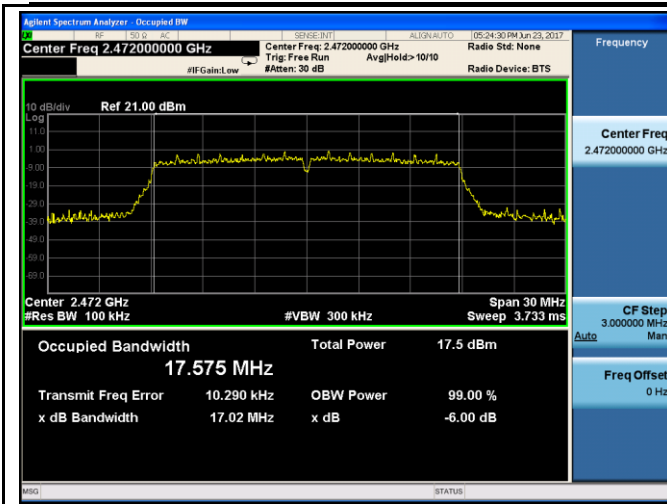 Agilent Spectrum Analyzer - Occupied BW
RF 50 Ω AC SENSE:INT ALIGNAUTO 05:24:30 PM Jun 23, 2017
Center Freq 2.472000000 GHz Center Freq: 2.472000000 GHz Radio Std: None Frequency
Trig: Free Run Avg|Hold:>10/10
#IFGain:Low #Atten: 30 dB Radio Device: BTS
10 dB/div Ref 21.00 dBm
Log
11.0
1.00
-9.00
-19.0
-29.0
-39.0
-49.0
-59.0
-69.0
Center Freq
2.472000000 GHz
Center 2.472 GHz Span 30 MHz
#Res BW 100 kHz #VBW 300 kHz Sweep 3.733 ms
CF Step
3.000000 MHz
Auto Man
Occupied Bandwidth Total Power 17.5 dBm
17.575 MHz
Transmit Freq Error 10.290 kHz OBW Power 99.00 %
x dB Bandwidth 17.02 MHz x dB -6.00 dB
Freq Offset
0 Hz
MSG STATUS